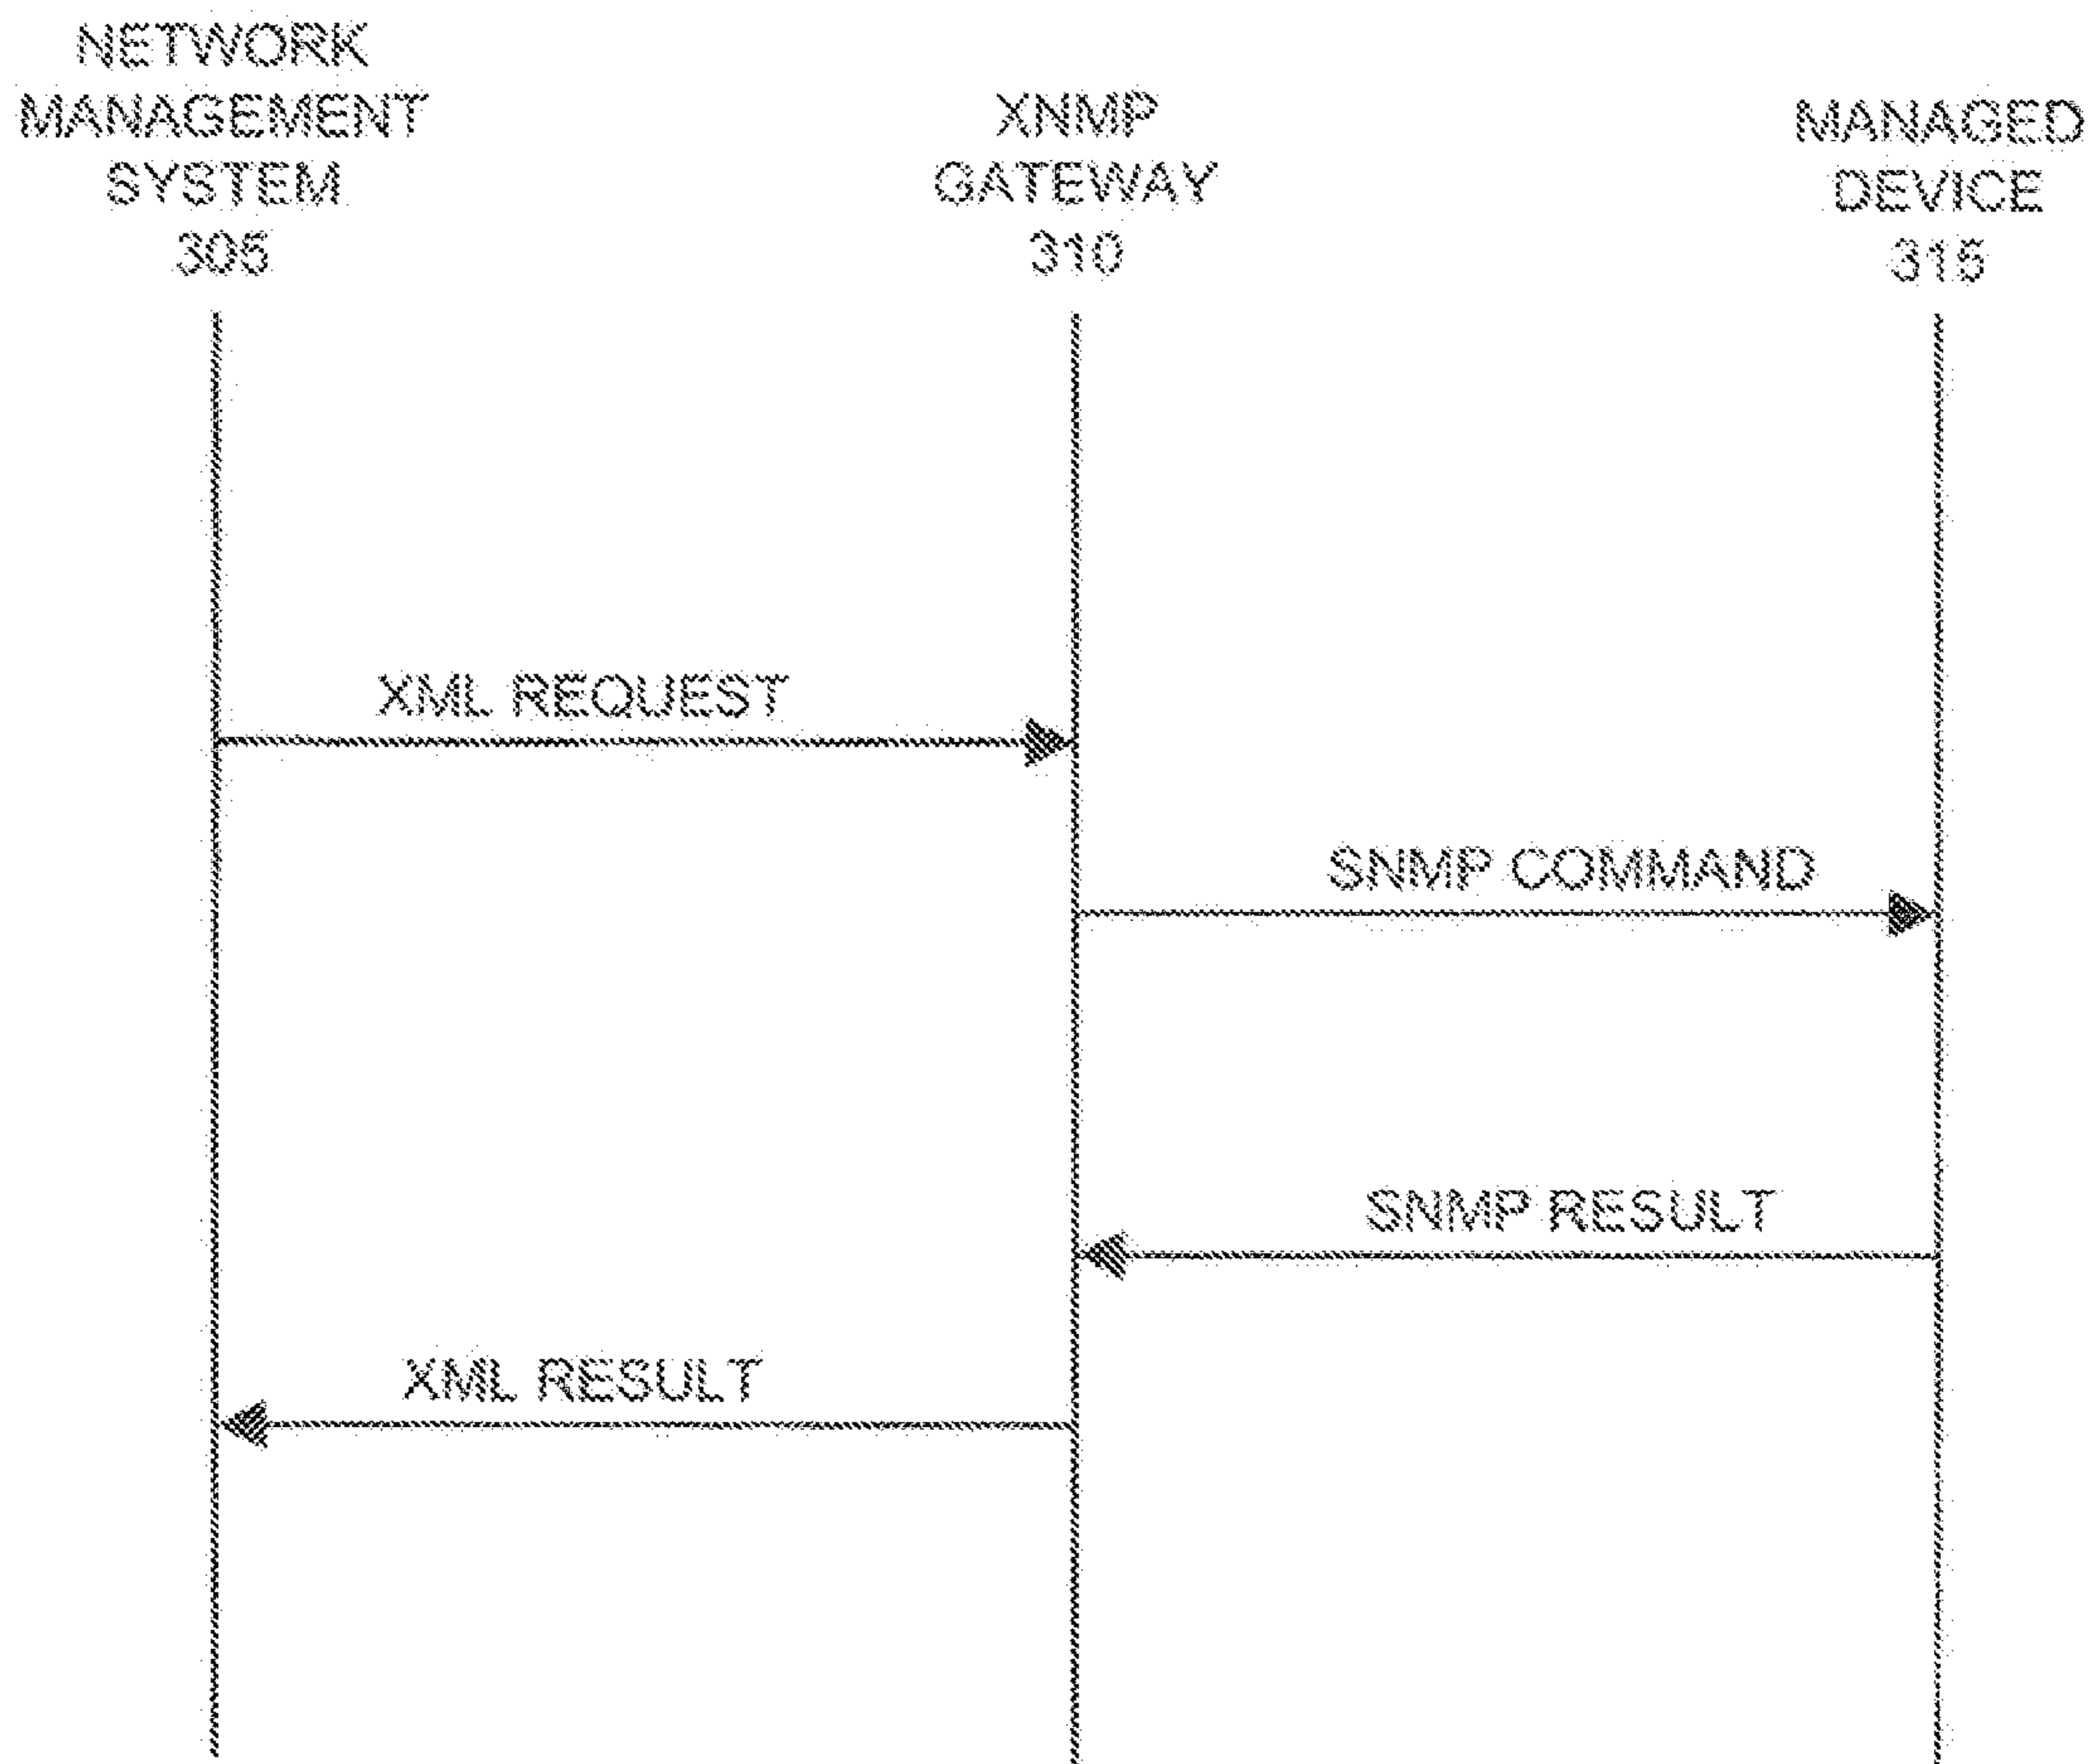 NETWORK
MANAGEMENT
SYSTEM
305
XNMP
GATEWAY
310
MANAGED
DEVICE
315
XML REQUEST
SNMP COMMAND
SNMP RESULT
XML RESULT